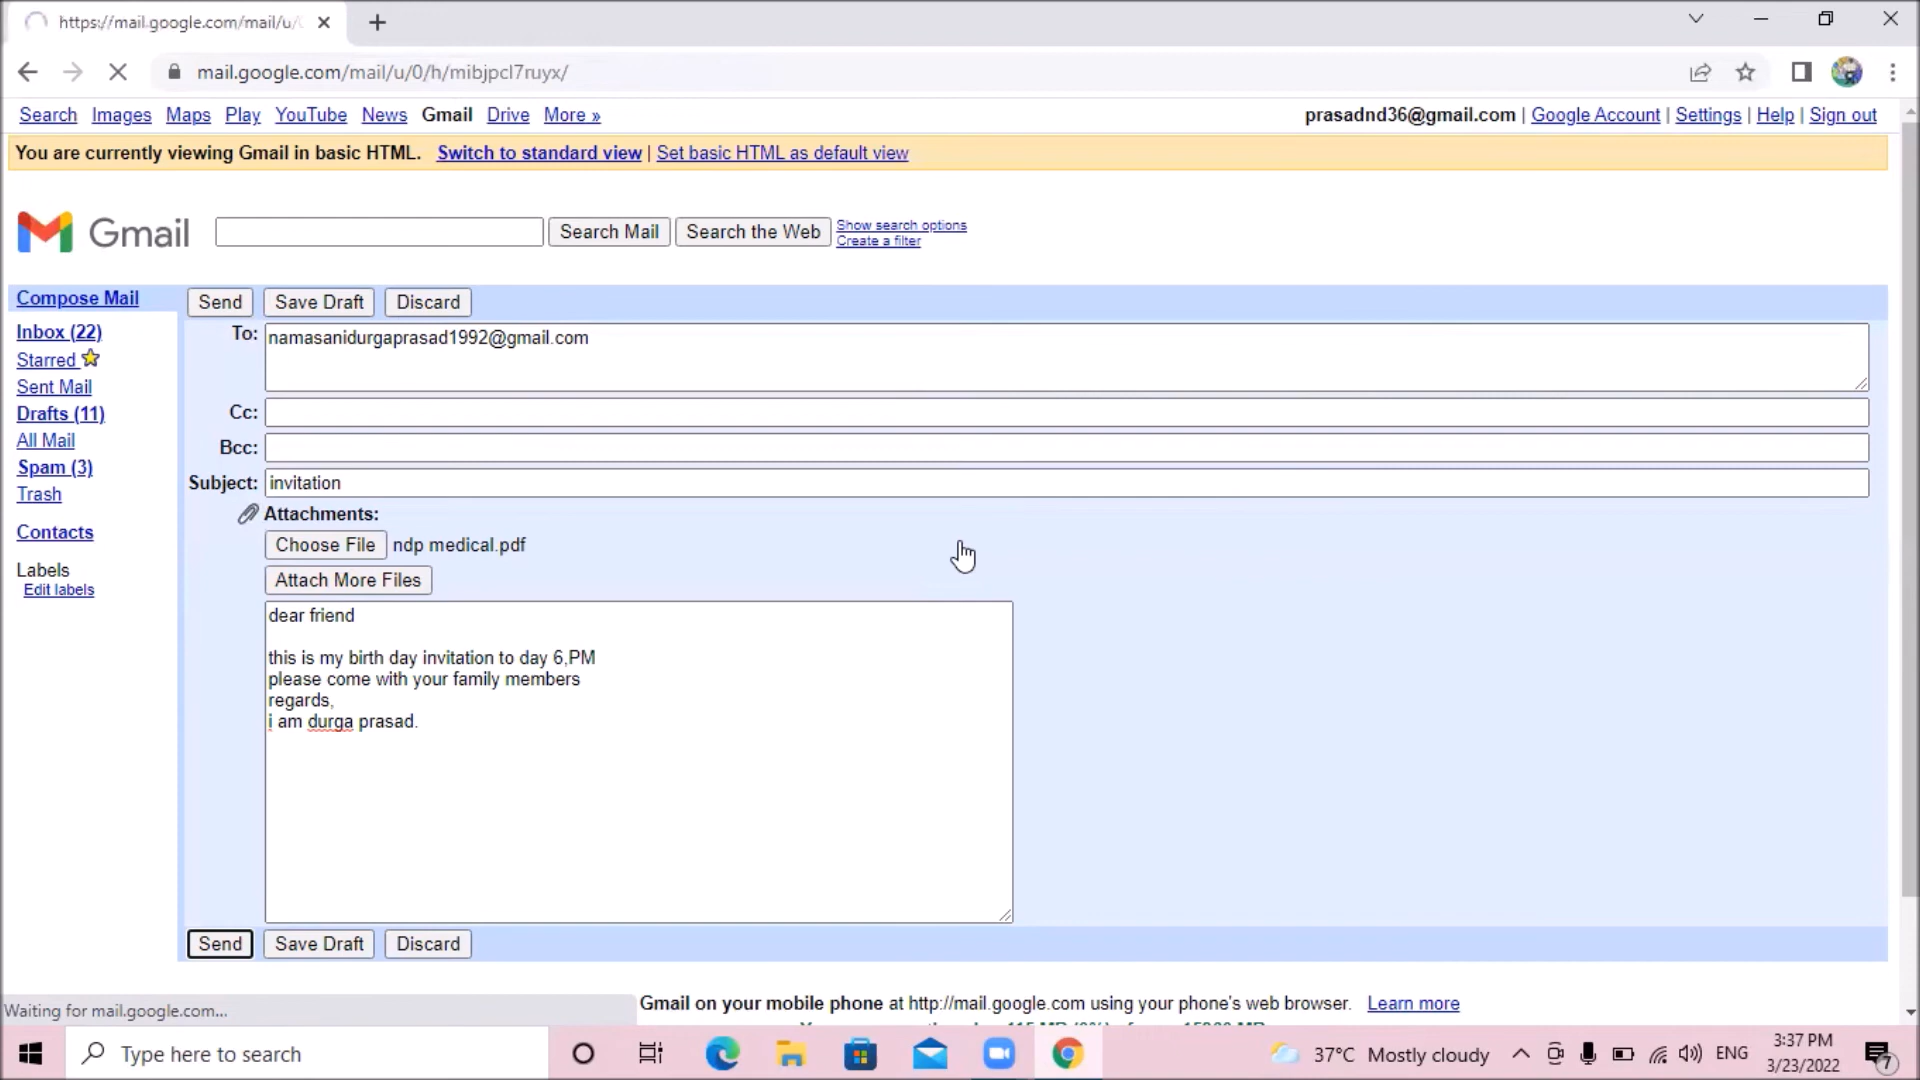 https://mail.google.com/mail/u/
mail.google.com/mail/u/0/h/mibjpcl7ruyx/
Search Images Maps Play YouTube News Gmail Drive More »
prasadnd36@gmail.com | Google Account | Settings | Help | Sign out
You are currently viewing Gmail in basic HTML. Switch to standard view | Set basic HTML as default view
Gmail
Search Mail
Search the Web
Show search options
Create a filter
Compose Mail
Inbox (22)
Starred
Sent Mail
Drafts (11)
All Mail
Spam (3)
Trash
Contacts
Labels
Edit labels
Send Save Draft Discard
To: namasanidurgaprasad1992@gmail.com
Cc:
Bcc:
Subject: invitation
Attachments:
Choose File ndp medical.pdf
Attach More Files
dear friend
this is my birth day invitation to day 6,PM
please come with your family members
regards,
i am durga prasad.
Send Save Draft Discard
Waiting for mail.google.com...
Gmail on your mobile phone at http://mail.google.com using your phone's web browser. Learn more
Type here to search
37°C Mostly cloudy
ENG
3:37 PM
3/23/2022
7